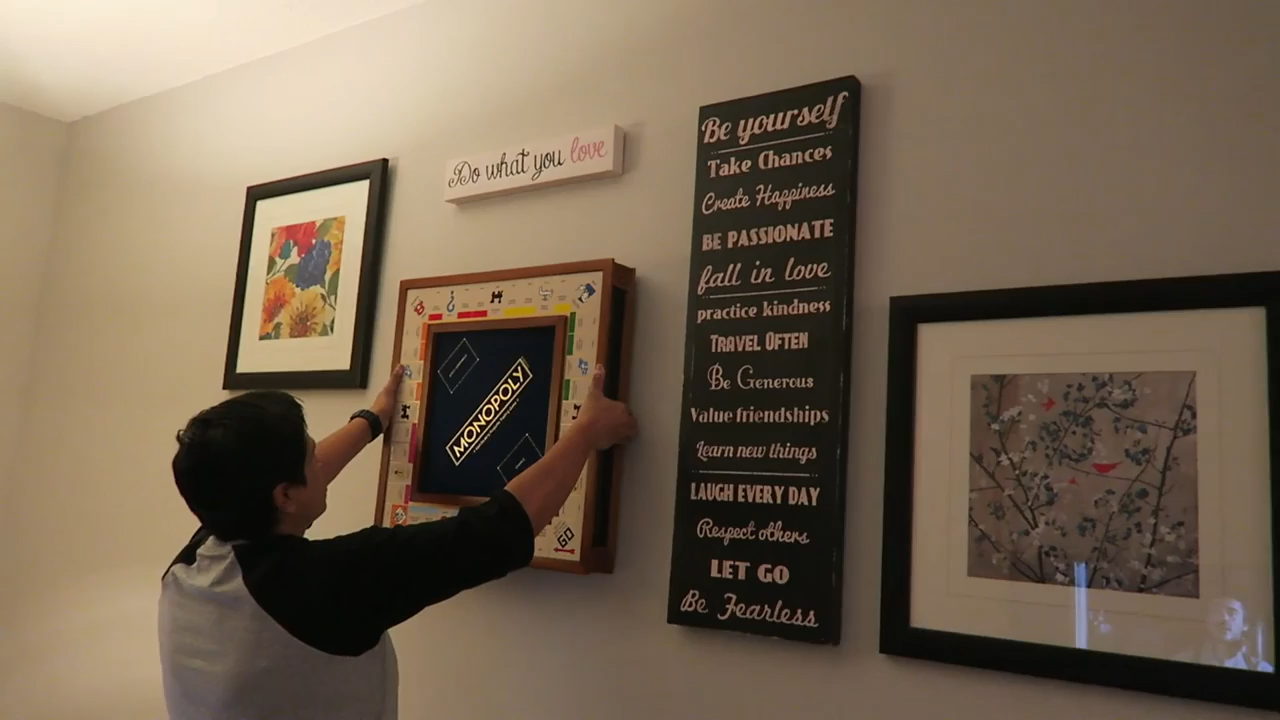 Do what you love
MONOPOLY
GO
Be yourself
Take Chances
Create Happiness
BE PASSIONATE
fall in love
practice kindness
TRAVEL OFTEN
Be Generous
Value friendships
Learn new things
LAUGH EVERY DAY
Respect others
LET GO
Be Fearless